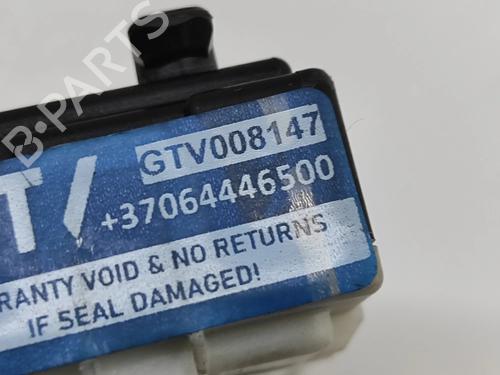 B-PARTS
GTV008147
T/
+37064446500
RANTY VOID & NO RETURNS
IF SEAL DAMAGED!